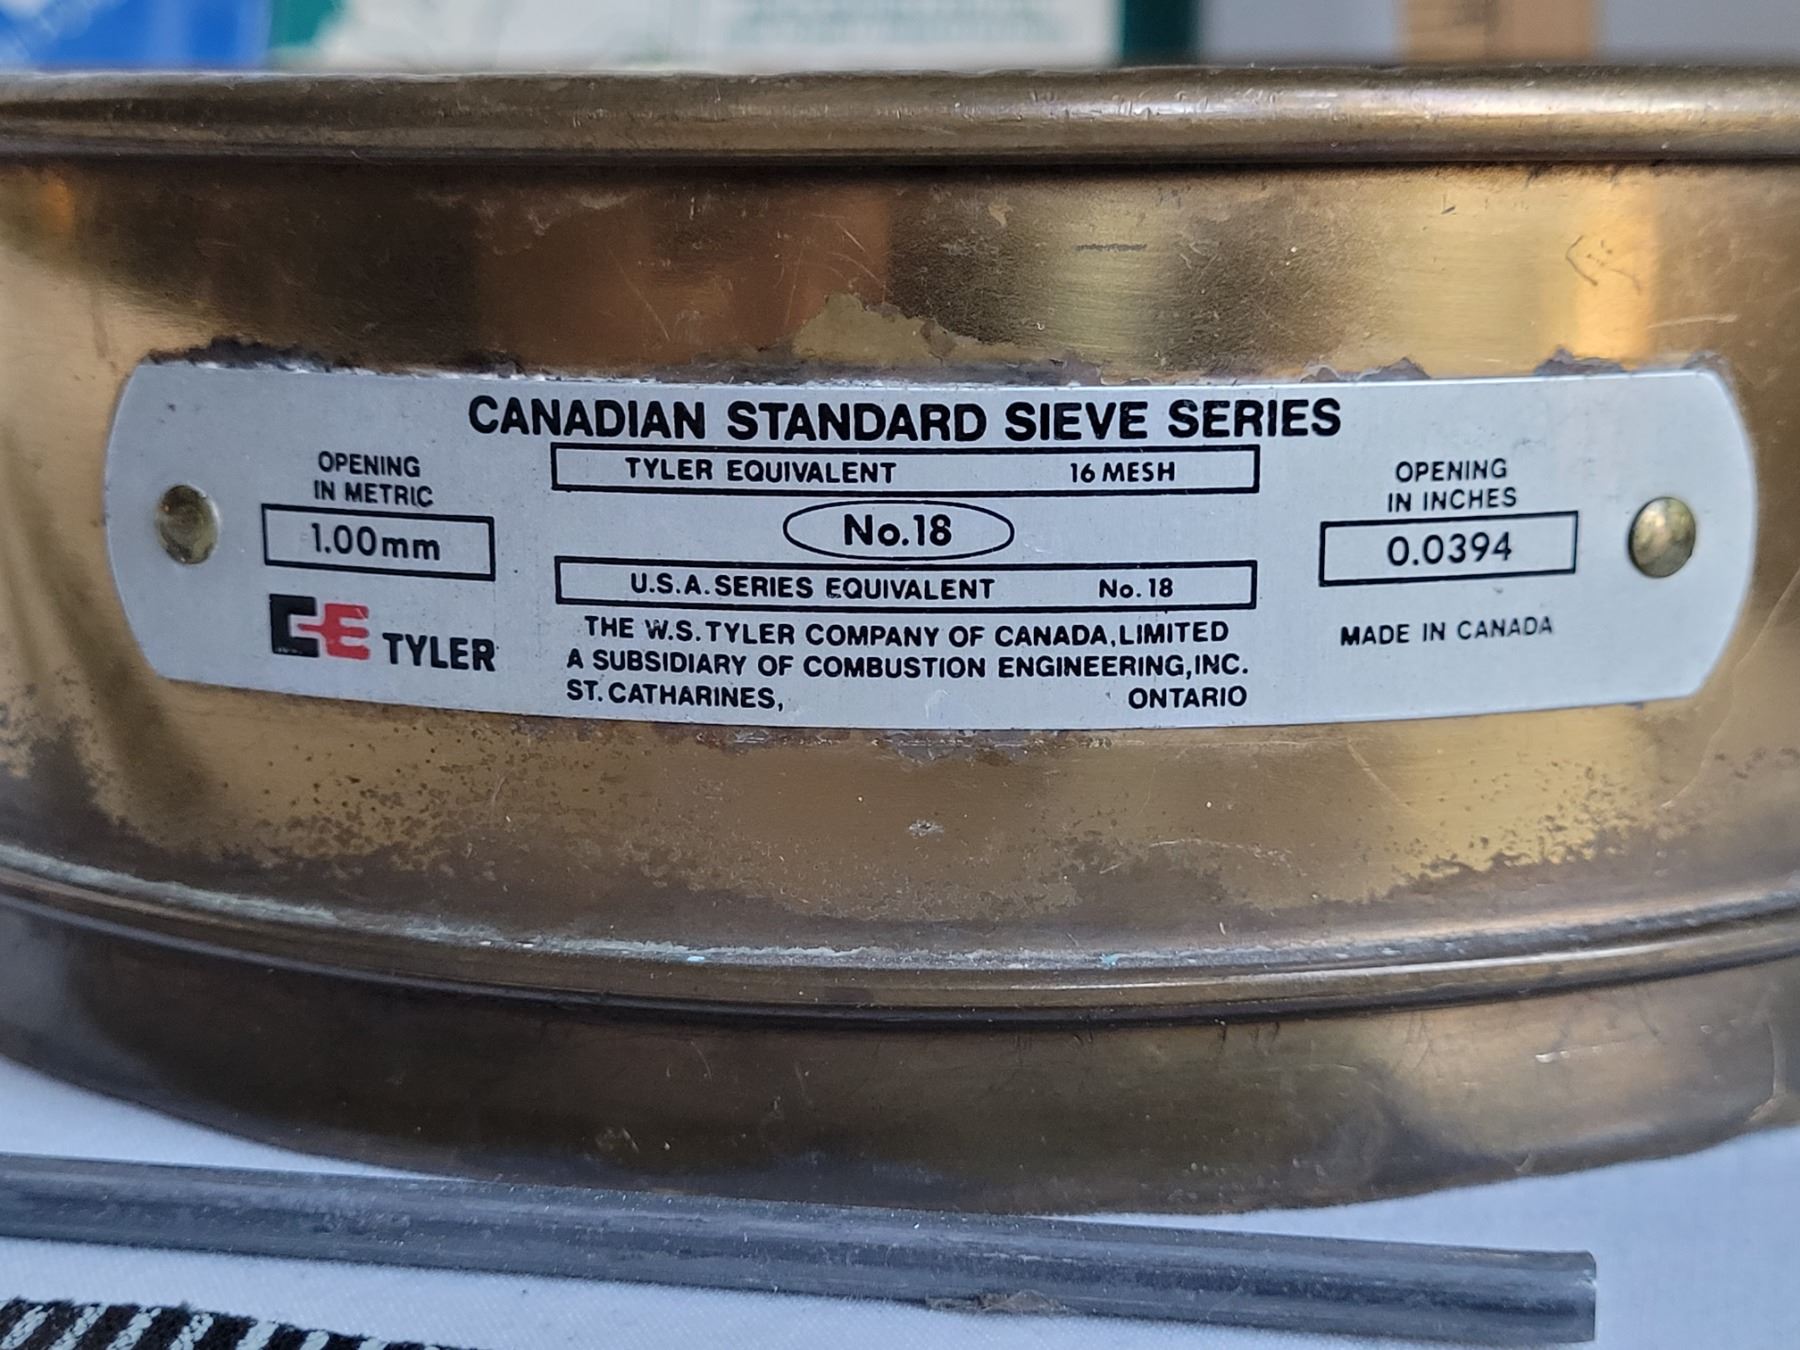 CANADIAN STANDARD SIEVE SERIES
OPENING
IN METRIC
1.00mm
TYLER EQUIVALENT 16 MESH
No.18
U.S.A. SERIES EQUIVALENT No. 18
OPENING
IN INCHES
0.0394
CE TYLER
THE W.S. TYLER COMPANY OF CANADA, LIMITED
A SUBSIDIARY OF COMBUSTION ENGINEERING, INC.
ST. CATHARINES, ONTARIO
MADE IN CANADA